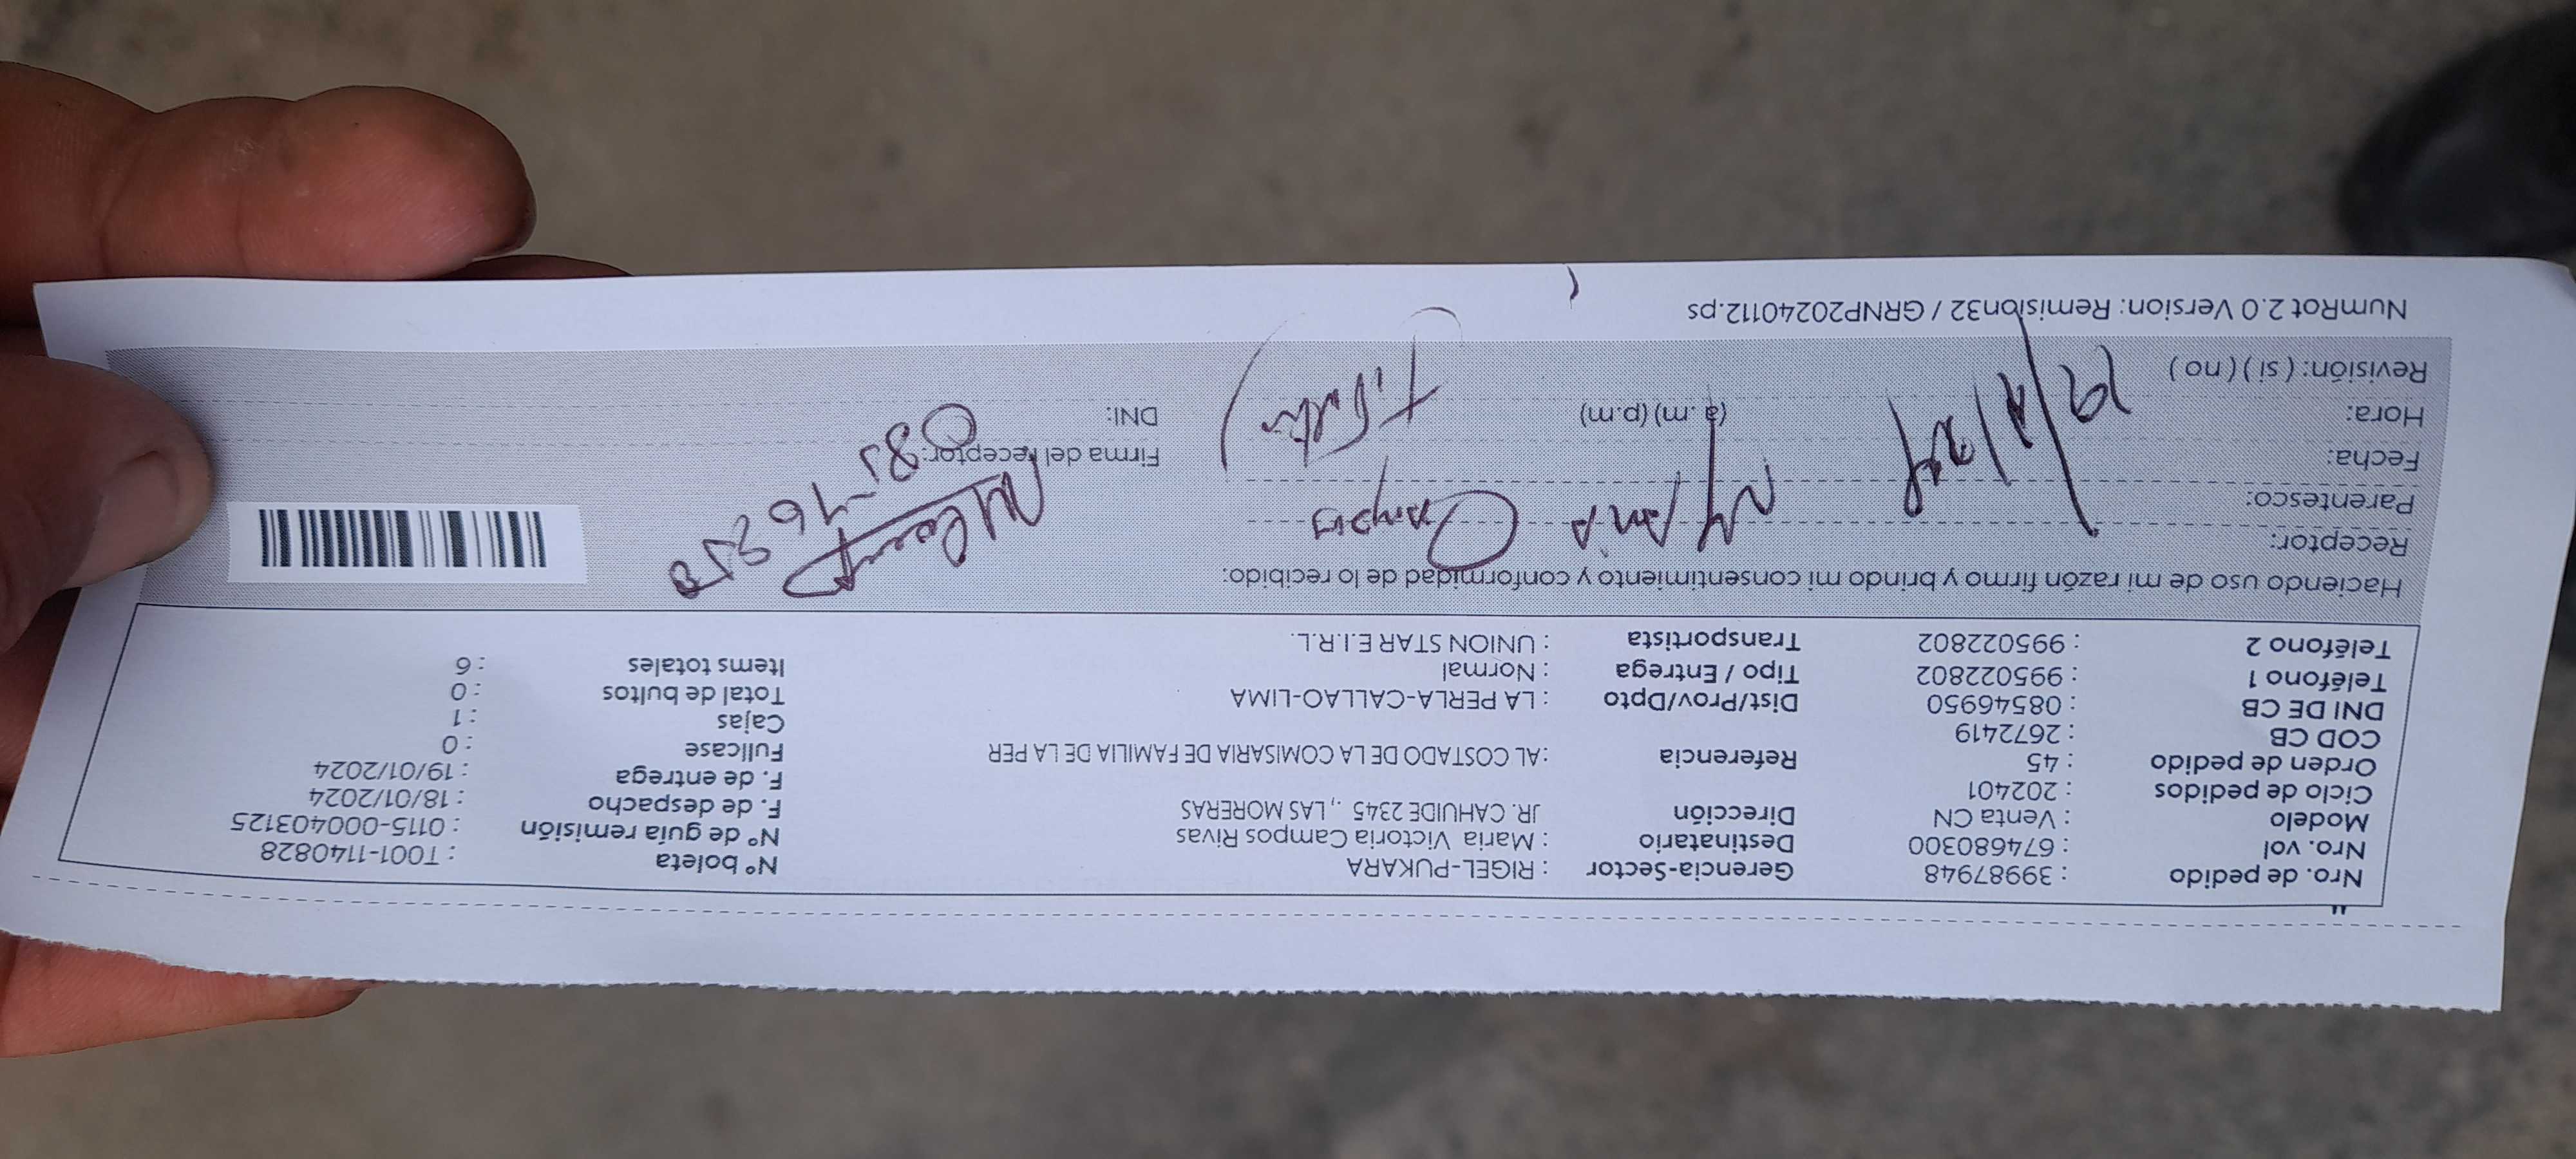 Nro. de pedido : 39987948 Gerencia-Sector : RIGEL-PUKARA Nº boleta : T001-1140828
Nro. vol : 674680300 Destinatario : Maria Victoria Campos Rivas Nº de guía remisión : 0115-000403125
Modelo : Venta CN Dirección JR. CAHUIDE 2345 ., LAS MORERAS F. de despacho : 18/01/2024
Ciclo de pedidos : 202401 F. de entrega : 19/01/2024
Orden de pedido : 45 Referencia :AL COSTADO DE LA COMISARIA DE FAMILIA DE LA PER Fullcase : 0
COD CB : 2672419 Cajas : 1
DNI DE CB : 08546950 Dist/Prov/Dpto : LA PERLA-CALLAO-LIMA Total de bultos : 0
Teléfono 1 : 995022802 Tipo / Entrega : Normal Items totales : 6
Teléfono 2 : 995022802 Transportista : UNION STAR E.I.R.L.
Haciendo uso de mi razón firmo y brindo mi consentimiento y conformidad de lo recibido:
Receptor: Campos
Parentesco:
Fecha: Firma del receptor:
Hora: (a.m) (p.m) DNI:
Revisión: ( si ) ( no )
NumRot 2.0 Version: Remision32 / GRNP20240112.ps